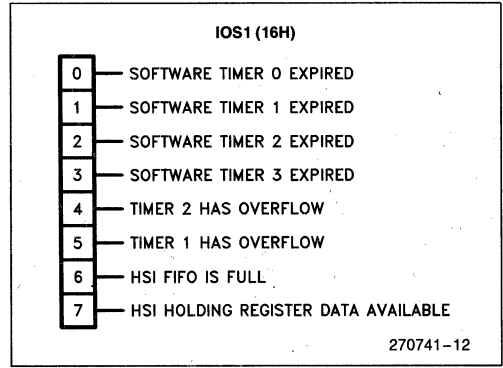 IOS1 (16H)
0 SOFTWARE TIMER 0 EXPIRED
1 SOFTWARE TIMER 1 EXPIRED
2 SOFTWARE TIMER 2 EXPIRED
3 SOFTWARE TIMER 3 EXPIRED
4 TIMER 2 HAS OVERFLOW
5 TIMER 1 HAS OVERFLOW
6 HSI FIFO IS FULL
7 HSI HOLDING REGISTER DATA AVAILABLE
270741-12